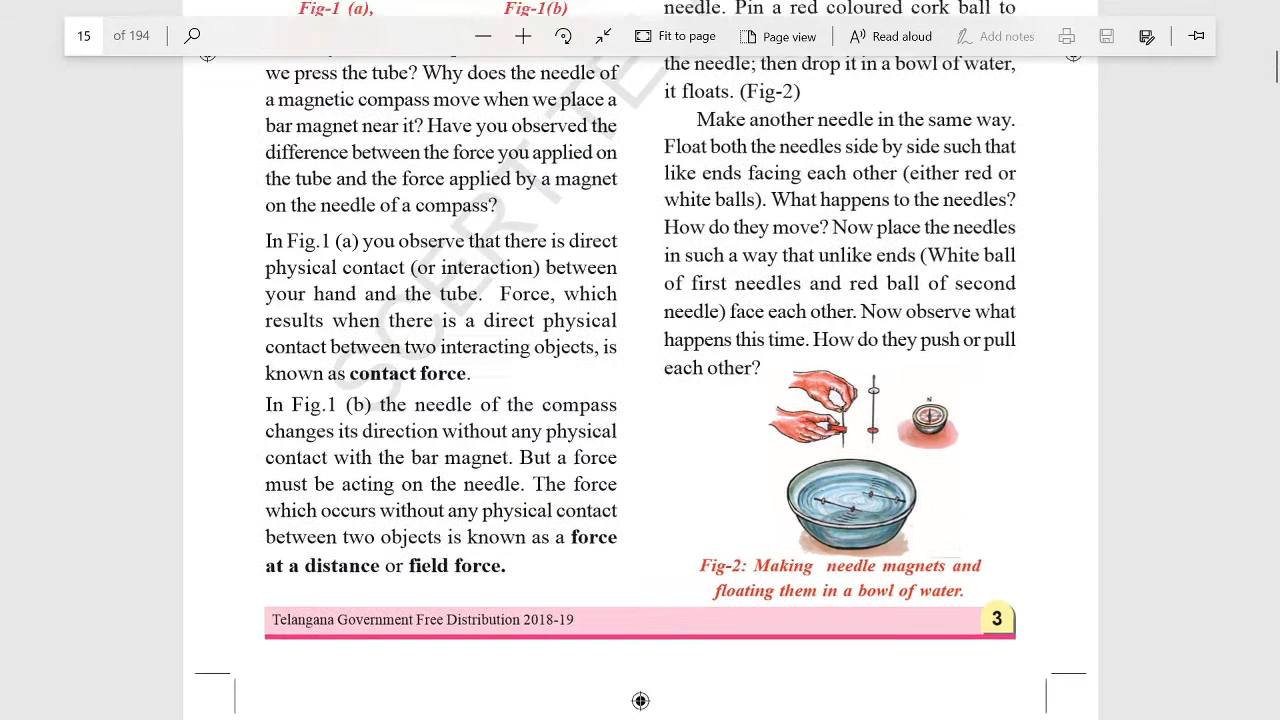 Fig-1 (a),
Fig-1(b)
15 of 194
Fit to page
Page view
Read aloud
Add notes
we press the tube? Why does the needle of
a magnetic compass move when we place a
bar magnet near it? Have you observed the
difference between the force you applied on
the tube and the force applied by a magnet
on the needle of a compass?
In Fig.1 (a) you observe that there is direct
physical contact (or interaction) between
your hand and the tube. Force, which
results when there is a direct physical
contact between two interacting objects, is
known as contact force.
In Fig.1 (b) the needle of the compass
changes its direction without any physical
contact with the bar magnet. But a force
must be acting on the needle. The force
which occurs without any physical contact
between two objects is known as a force
at a distance or field force.
needle. Pin a red coloured cork ball to
the needle; then drop it in a bowl of water,
it floats. (Fig-2)
Make another needle in the same way.
Float both the needles side by side such that
like ends facing each other (either red or
white balls). What happens to the needles?
How do they move? Now place the needles
in such a way that unlike ends (White ball
of first needles and red ball of second
needle) face each other. Now observe what
happens this time. How do they push or pull
each other?
N
Fig-2: Making needle magnets and
floating them in a bowl of water.
Telangana Government Free Distribution 2018-19
3
SCERT TE